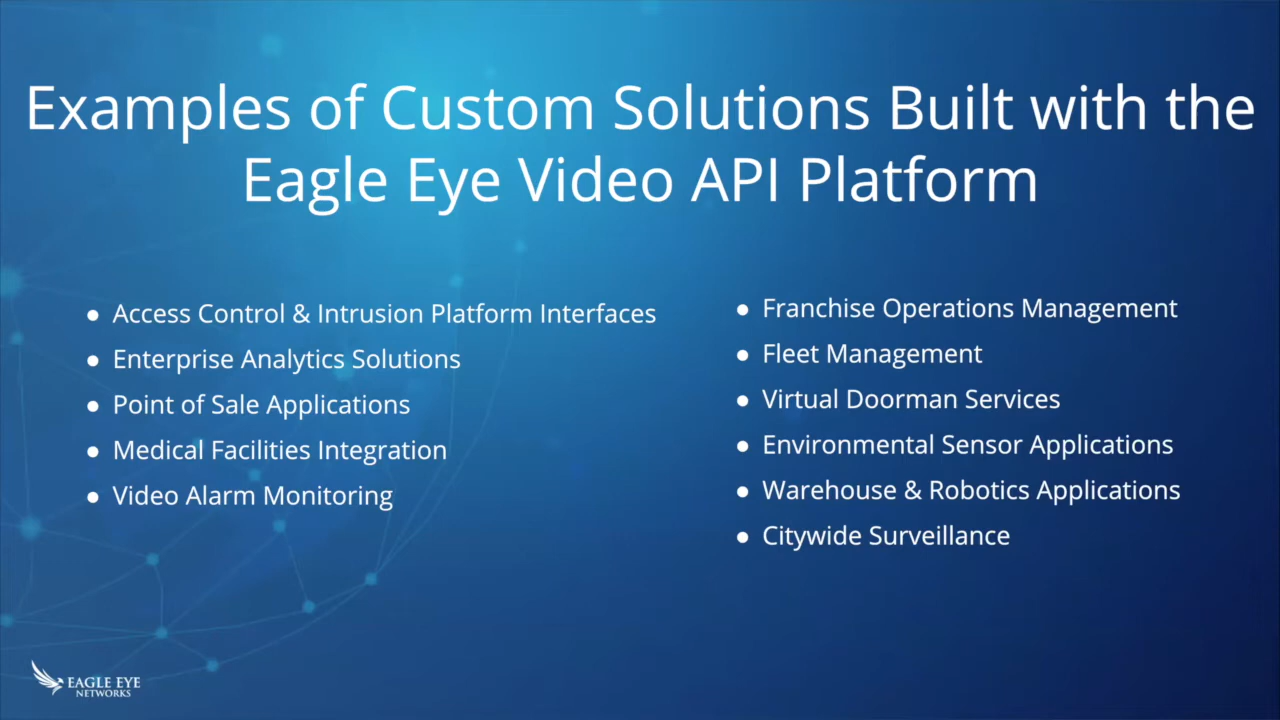 Examples of Custom Solutions Built with the
Eagle Eye Video API Platform
● Access Control & Intrusion Platform Interfaces
● Enterprise Analytics Solutions
● Point of Sale Applications
● Medical Facilities Integration
● Video Alarm Monitoring
● Franchise Operations Management
● Fleet Management
● Virtual Doorman Services
● Environmental Sensor Applications
● Warehouse & Robotics Applications
● Citywide Surveillance
EAGLE EYE
NETWORKS